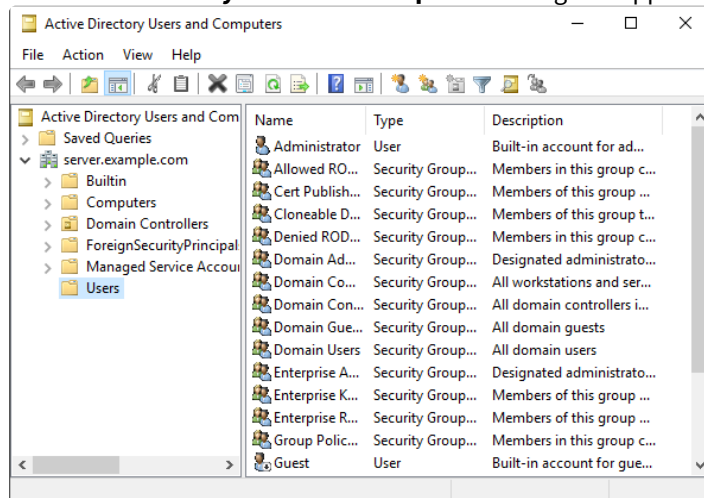 Active Directory Users and Computers
File Action View Help
Active Directory Users and Com
Saved Queries
server.example.com
Builtin
Computers
Domain Controllers
ForeignSecurityPrincipal
Managed Service Accou
Users
Name Type Description
Administrator User Built-in account for ad...
Allowed RO... Security Group... Members in this group c...
Cert Publish... Security Group... Members of this group ...
Cloneable D... Security Group... Members of this group t...
Denied ROD... Security Group... Members in this group c...
Domain Ad... Security Group... Designated administrato...
Domain Co... Security Group... All workstations and ser...
Domain Con... Security Group... All domain controllers i...
Domain Gue... Security Group... All domain guests
Domain Users Security Group... All domain users
Enterprise A... Security Group... Designated administrato...
Enterprise K... Security Group... Members of this group ...
Enterprise R... Security Group... Members of this group ...
Group Polic... Security Group... Members in this group c...
Guest User Built-in account for gue...